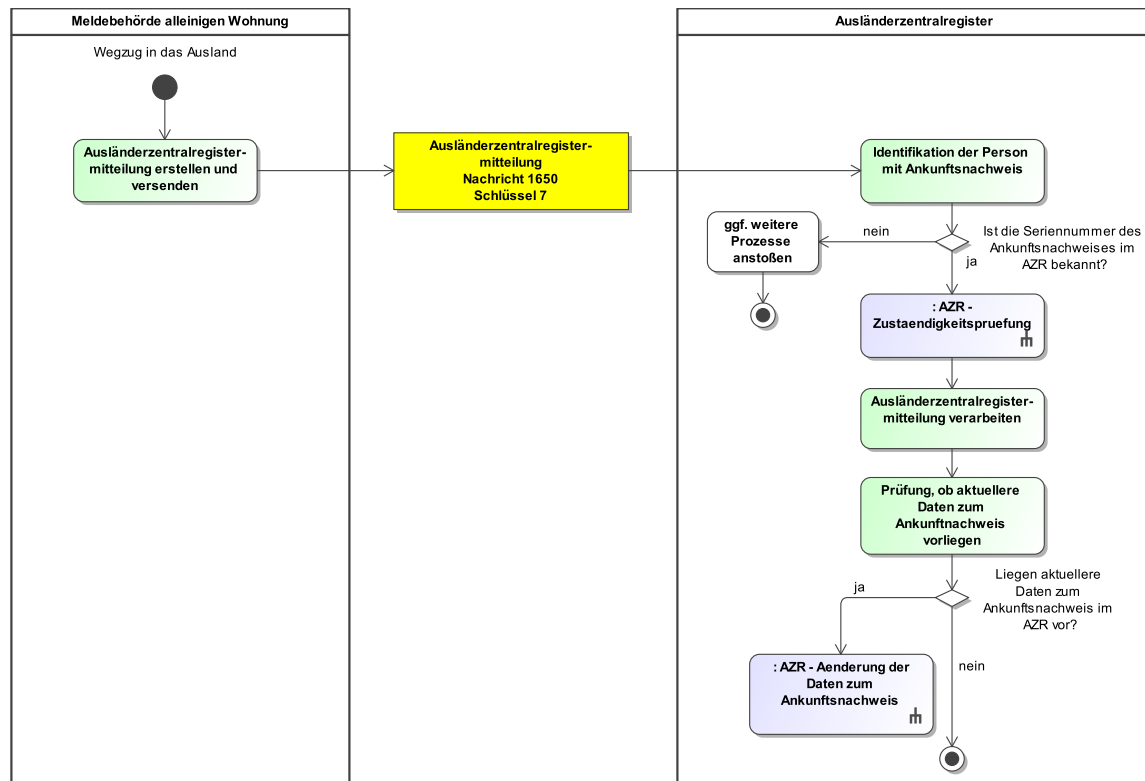 Meldebehörde alleinigen Wohnung
Ausländerzentralregister
Wegzug in das Ausland
Ausländerzentralregister-
mitteilung erstellen und
versenden
Ausländerzentralregister-
mitteilung
Nachricht 1650
Schlüssel 7
Identifikation der Person
mit Ankunftsnachweis
Ist die Seriennummer des
Ankunftsnachweises im
AZR bekannt?
nein
ja
ggf. weitere
Prozesse
anstoßen
: AZR -
Zustaendigkeitspruefung
Ausländerzentralregister-
mitteilung verarbeiten
Prüfung, ob aktuellere
Daten zum
Ankunftnachweis
vorliegen
Liegen aktuellere
Daten zum
Ankunftsnachweis im
AZR vor?
ja
nein
: AZR - Aenderung der
Daten zum
Ankunftsnachweis